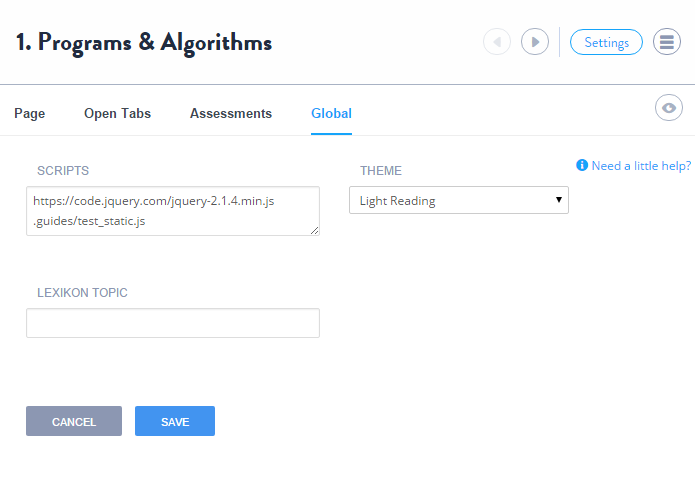 1. Programs & Algorithms
Settings
Page Open Tabs Assessments Global
Need a little help?
SCRIPTS
THEME
https://code.jquery.com/jquery-2.1.4.min.js
.guides/test_static.js
Light Reading
LEXIKON TOPIC
CANCEL SAVE